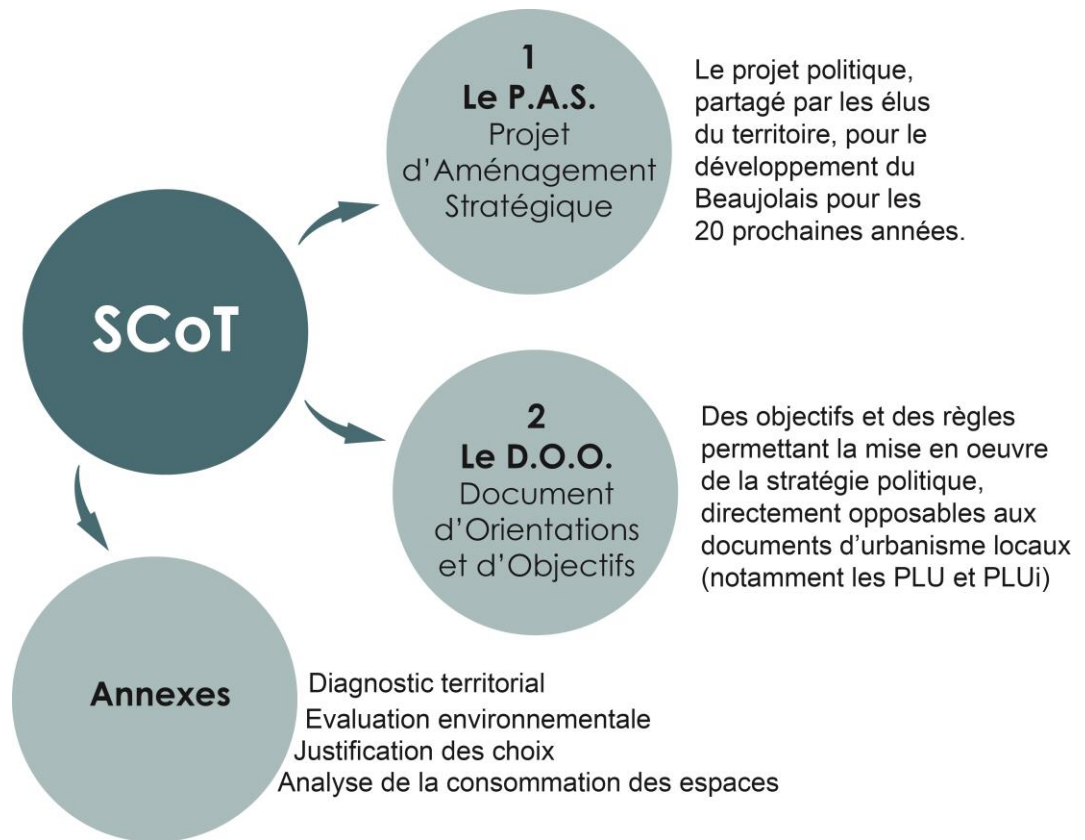 SCoT
1
Le P.A.S.
Projet
d'Aménagement
Stratégique
Le projet politique,
partagé par les élus
du territoire, pour le
développement du
Beaujolais pour les
20 prochaines années.
2
Le D.O.O.
Document
d'Orientations
et d'Objectifs
Des objectifs et des règles
permettant la mise en oeuvre
de la stratégie politique,
directement opposables aux
documents d'urbanisme locaux
(notamment les PLU et PLUi)
Annexes
Diagnostic territorial
Evaluation environnementale
Justification des choix
Analyse de la consommation des espaces